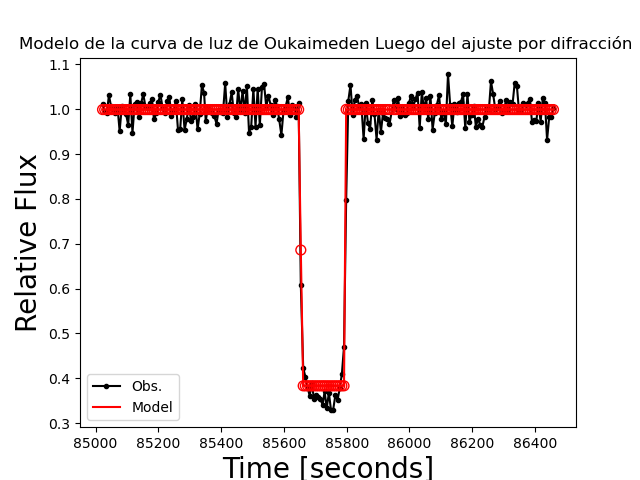 Modelo de la curva de luz de Oukaimeden Luego del ajuste por difracción
1.1
1.0
0.9
0.8
0.7
0.6
0.5
0.4
0.3
Relative Flux
Obs.
Model
85000 85200 85400 85600 85800 86000 86200 86400
Time [seconds]